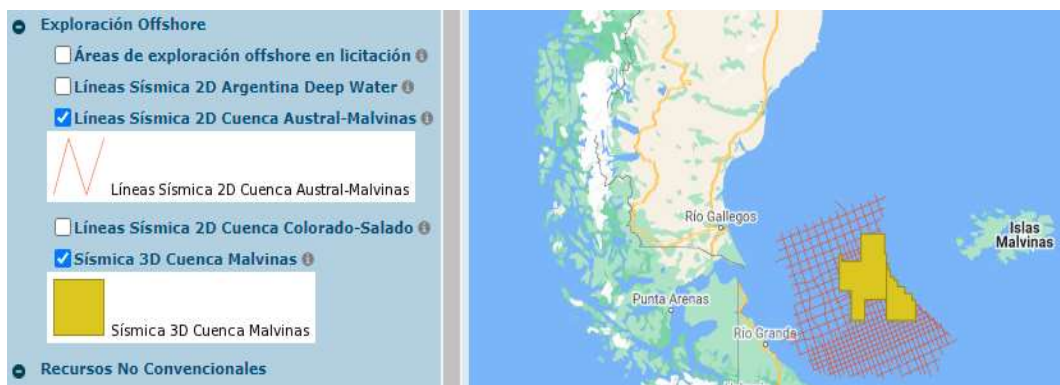 Exploración Offshore
Áreas de exploración offshore en licitación
Líneas Sísmica 2D Argentina Deep Water
Líneas Sísmica 2D Cuenca Austral-Malvinas
Líneas Sísmica 2D Cuenca Austral-Malvinas
Líneas Sísmica 2D Cuenca Colorado-Salado
Sísmica 3D Cuenca Malvinas
Sísmica 3D Cuenca Malvinas
Recursos No Convencionales
Río Gallegos
Islas
Malvinas
Punta Arenas
Río Grande